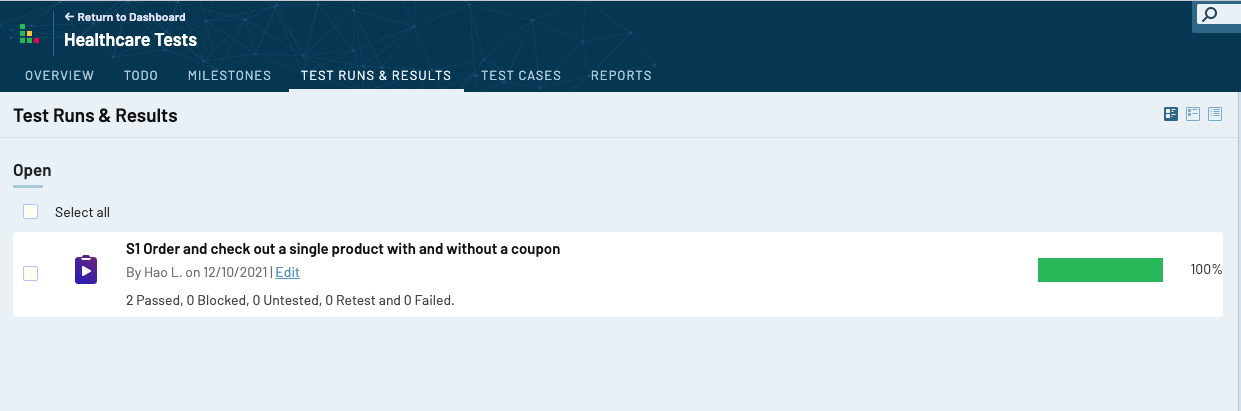 ← Return to Dashboard
Healthcare Tests
OVERVIEW TODO MILESTONES TEST RUNS & RESULTS TEST CASES REPORTS
Test Runs & Results
Open
Select all
S1 Order and check out a single product with and without a coupon
By Hao L. on 12/10/2021 | Edit
100%
2 Passed, 0 Blocked, 0 Untested, 0 Retest and 0 Failed.